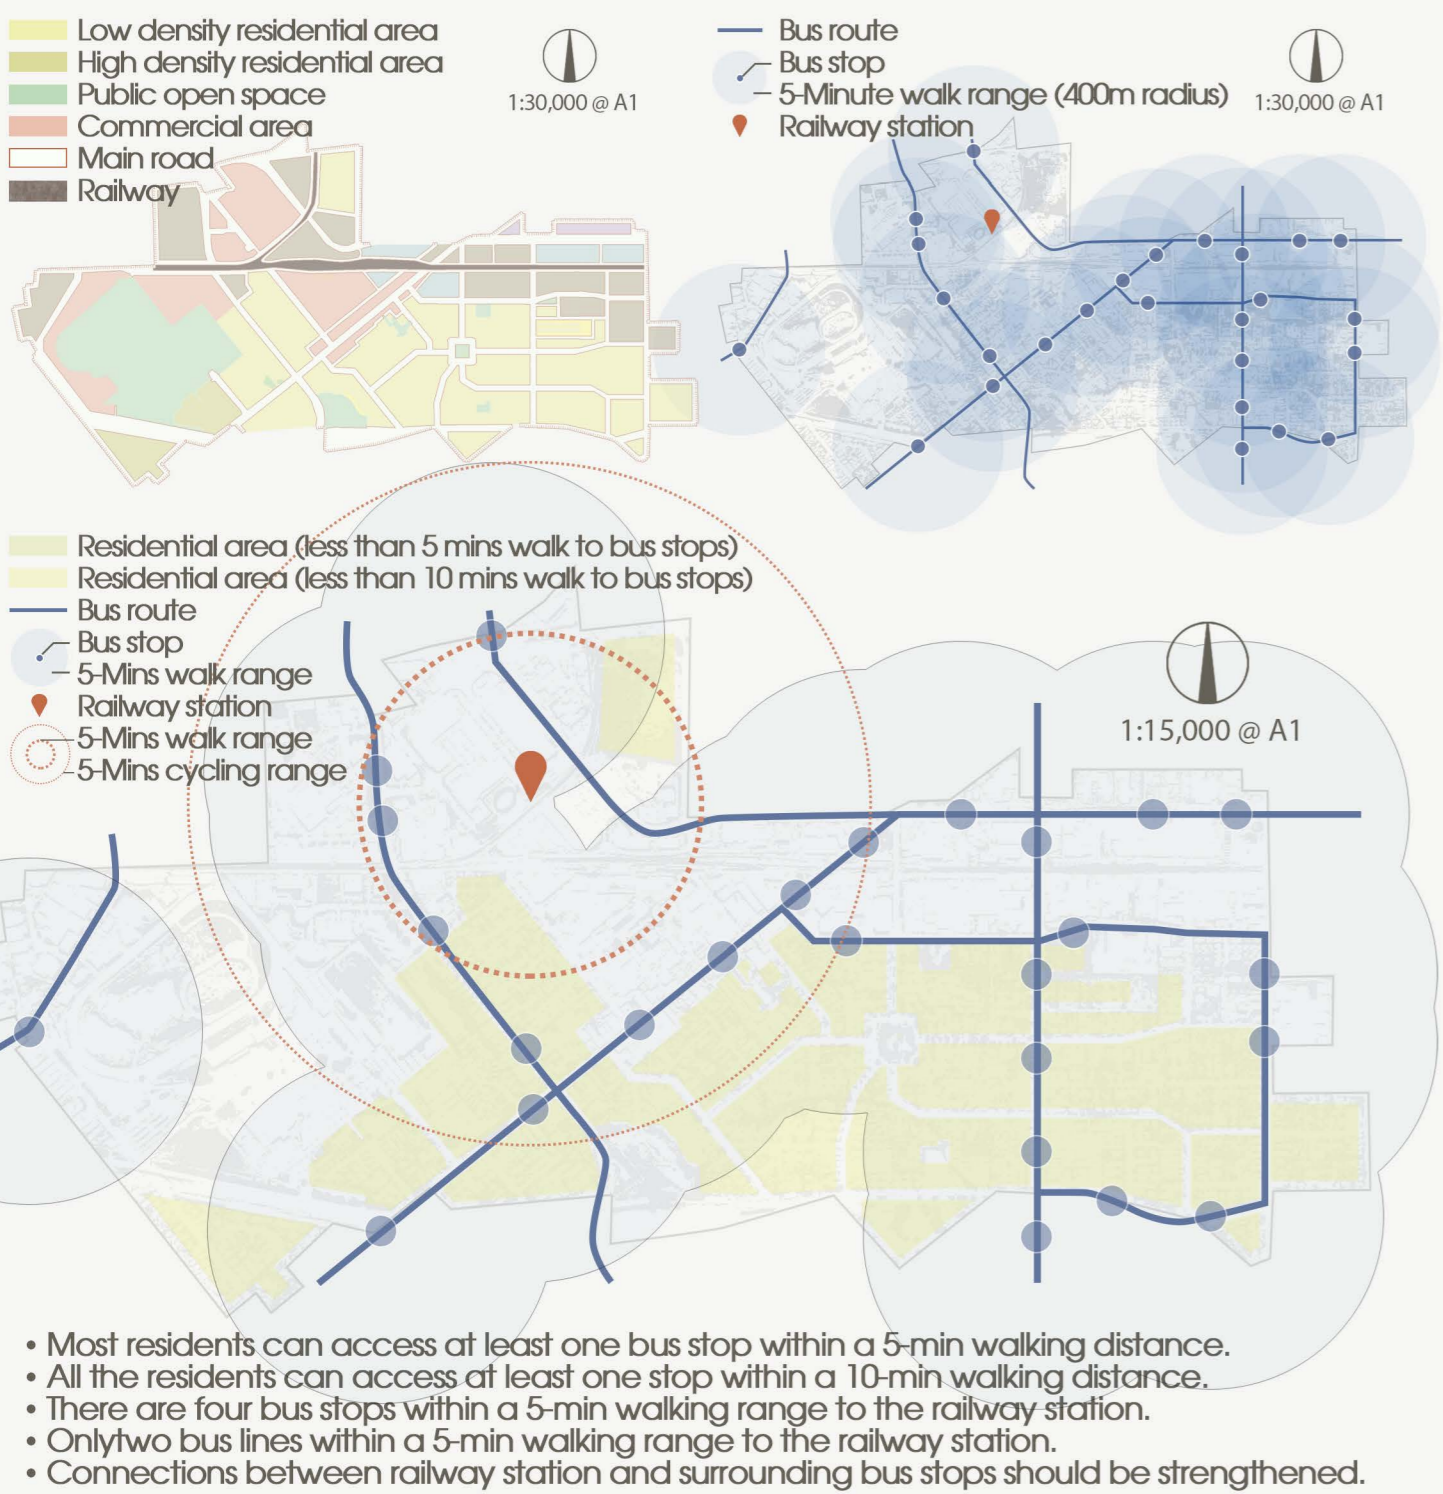 Low density residential area
High density residential area
Public open space
Commercial area
Main road
Railway
1:30,000 @ A1
Bus route
Bus stop
5-Minute walk range (400m radius)
Railway station
1:30,000 @ A1
Residential area (less than 5 mins walk to bus stops)
Residential area (less than 10 mins walk to bus stops)
Bus route
Bus stop
5-Mins walk range
Railway station
5-Mins walk range
5-Mins cycling range
1:15,000 @ A1
• Most residents can access at least one bus stop within a 5-min walking distance.
• All the residents can access at least one stop within a 10-min walking distance.
• There are four bus stops within a 5-min walking range to the railway station.
• Onlytwo bus lines within a 5-min walking range to the railway station.
• Connections between railway station and surrounding bus stops should be strengthened.